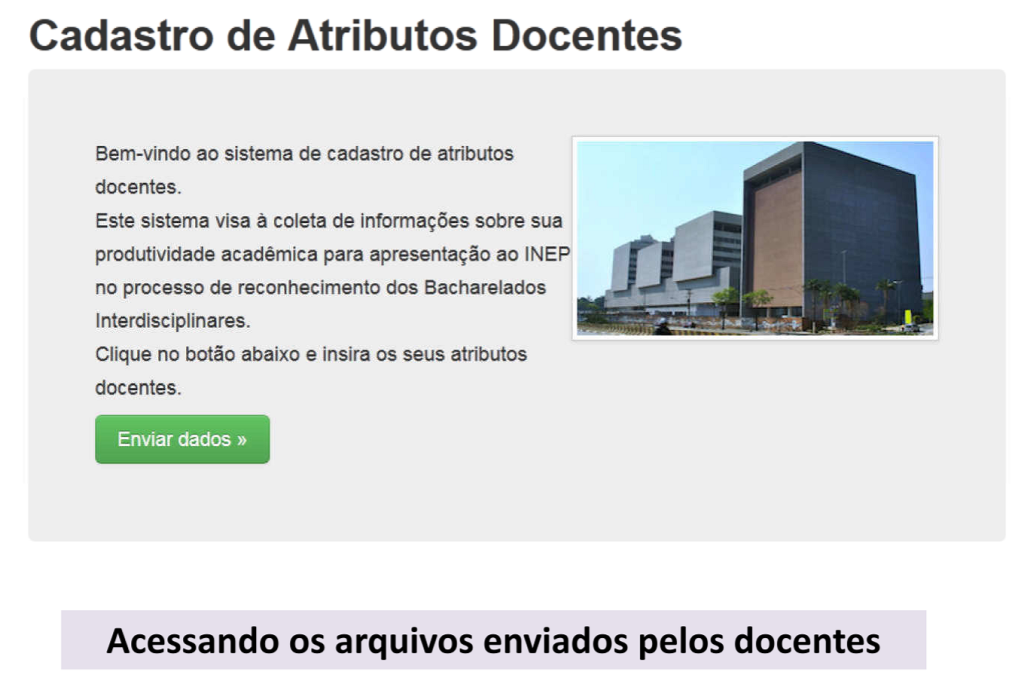 Cadastro de Atributos Docentes
Bem-vindo ao sistema de cadastro de atributos
docentes.
Este sistema visa à coleta de informações sobre sua
produtividade acadêmica para apresentação ao INEP
no processo de reconhecimento dos Bacharelados
Interdisciplinares.
Clique no botão abaixo e insira os seus atributos
docentes.
Enviar dados »
Acessando os arquivos enviados pelos docentes